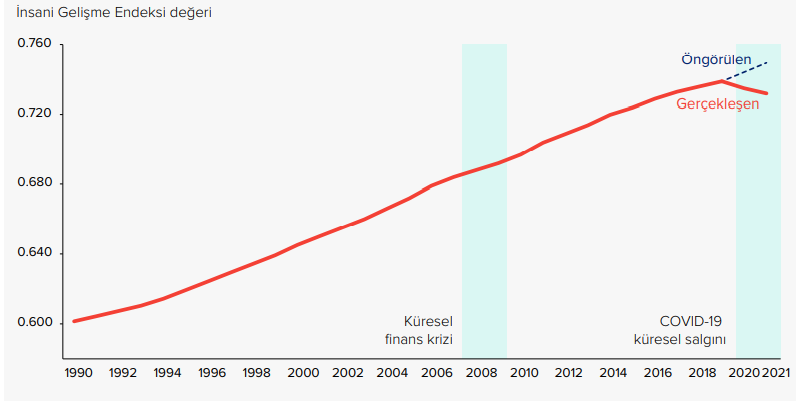 İnsani Gelişme Endeksi değeri
0.760
Öngörülen
Gerçekleşen
0.720
0.680
0.640
0.600
Küresel
finans krizi
COVID-19
küresel salgını
1990 1992 1994 1996 1998 2000 2002 2004 2006 2008 2010 2012 2014 2016 2018 2020 2021